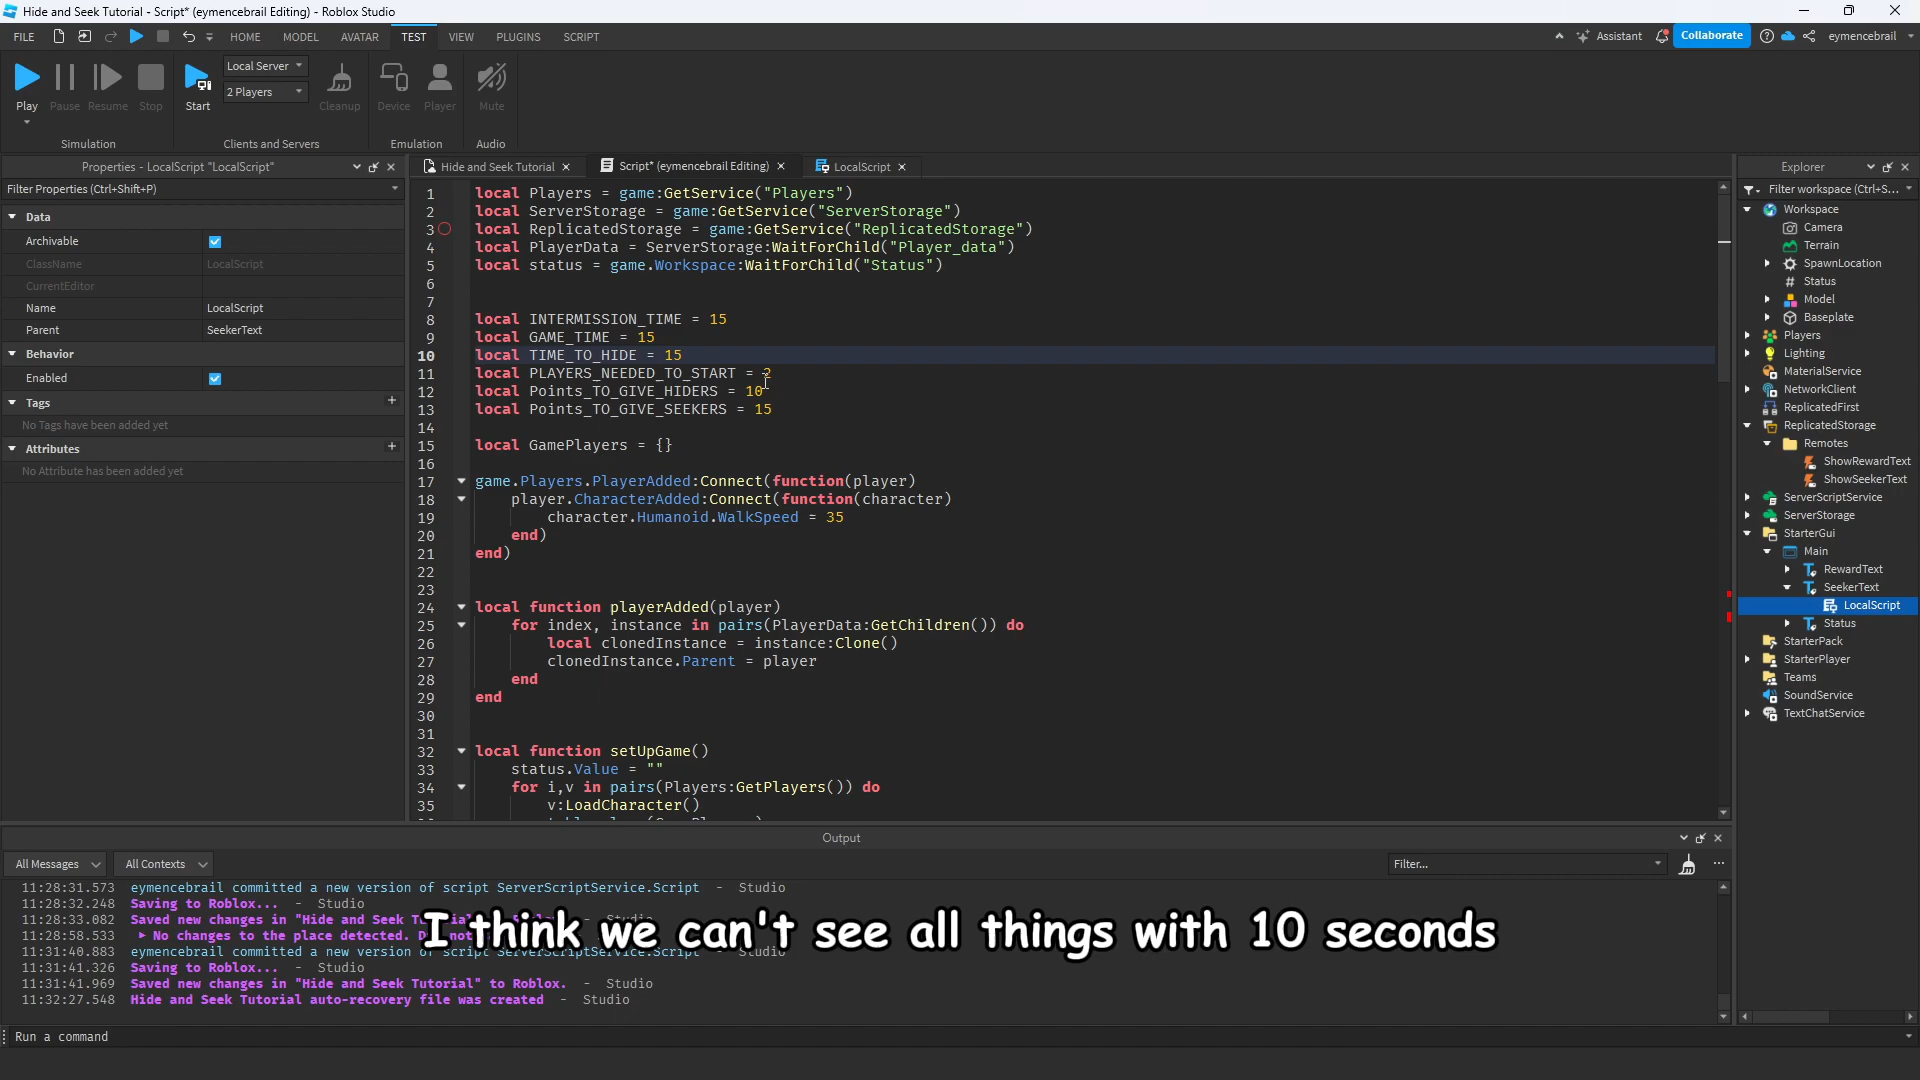 Hide and Seek Tutorial - Script* (eymencebrail Editing) - Roblox Studio
FILE HOME MODEL AVATAR TEST VIEW PLUGINS SCRIPT Assistant Collaborate eymencebrail
Play Pause Resume Stop Start Local Server 2 Players Cleanup Device Player Mute
Simulation Clients and Servers Emulation Audio
Properties - LocalScript "LocalScript"
Filter Properties (Ctrl+Shift+P)
Data
Archivable
ClassName LocalScript
CurrentEditor
Name LocalScript
Parent SeekerText
Behavior
Enabled
Tags
No Tags have been added yet
Attributes
No Attribute has been added yet
Hide and Seek Tutorial Script* (eymencebrail Editing) LocalScript
1 local Players = game:GetService("Players")
2 local ServerStorage = game:GetService("ServerStorage")
3 local ReplicatedStorage = game:GetService("ReplicatedStorage")
4 local PlayerData = ServerStorage:WaitForChild("Player_data")
5 local status = game.Workspace:WaitForChild("Status")
6
7
8 local INTERMISSION_TIME = 15
9 local GAME_TIME = 15
10 local TIME_TO_HIDE = 15
11 local PLAYERS_NEEDED_TO_START = 2
12 local Points_TO_GIVE_HIDERS = 10
13 local Points_TO_GIVE_SEEKERS = 15
14
15 local GamePlayers = {}
16
17 game.Players.PlayerAdded:Connect(function(player)
18 player.CharacterAdded:Connect(function(character)
19 character.Humanoid.WalkSpeed = 35
20 end)
21 end)
22
23
24 local function playerAdded(player)
25 for index, instance in pairs(PlayerData:GetChildren()) do
26 local clonedInstance = instance:Clone()
27 clonedInstance.Parent = player
28 end
29 end
30
31
32 local function setUpGame()
33 status.Value = ""
34 for i,v in pairs(Players:GetPlayers()) do
35 v:LoadCharacter()
Explorer
Filter workspace (Ctrl+S...
Workspace
Camera
Terrain
SpawnLocation
Status
Model
Baseplate
Players
Lighting
MaterialService
NetworkClient
ReplicatedFirst
ReplicatedStorage
Remotes
ShowRewardText
ShowSeekerText
ServerScriptService
ServerStorage
StarterGui
Main
RewardText
SeekerText
LocalScript
Status
StarterPack
StarterPlayer
Teams
SoundService
TextChatService
Output
All Messages All Contexts Filter...
11:28:31.573 eymencebrail committed a new version of script ServerScriptService.Script - Studio
11:28:32.248 Saving to Roblox... - Studio
11:28:33.082 Saved new changes in "Hide and Seek
11:28:58.533 No changes to the place detected.
11:31:40.883 eymencebrail committed a new version of script ServerScriptService.Script - Studio
11:31:41.326 Saving to Roblox... - Studio
11:31:41.969 Saved new changes in "Hide and Seek Tutorial" to Roblox. - Studio
11:32:27.548 Hide and Seek Tutorial auto-recovery file was created - Studio
I think we can't see all things with 10 seconds
Run a command